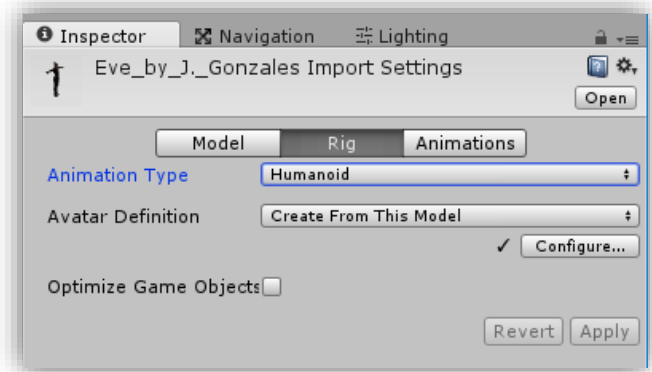 Inspector Navigation Lighting
Eve_by_J._Gonzales Import Settings
Open
Model Rig Animations
Animation Type Humanoid
Avatar Definition Create From This Model
Configure...
Optimize Game Objects
Revert Apply